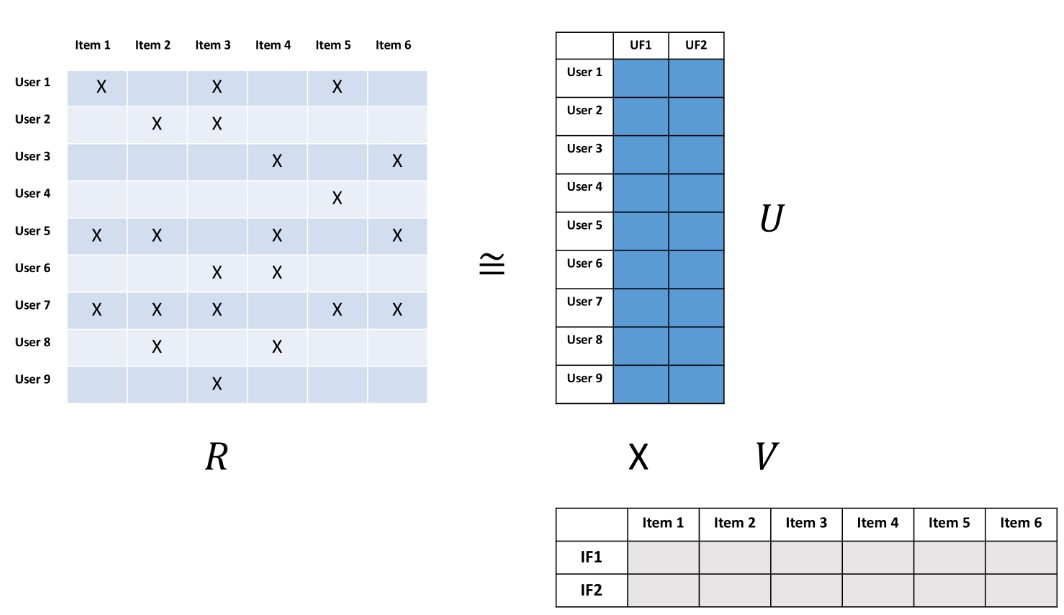 Item 1 Item 2 Item 3 Item 4 Item 5 Item 6
User 1 X X X
User 2 X X
User 3 X X
User 4 X
User 5 X X X X
User 6 X X
User 7 X X X X X
User 8 X X
User 9 X
R
≅
UF1 UF2
User 1
User 2
User 3
User 4
User 5
User 6
User 7
User 8
User 9
U
X V
Item 1 Item 2 Item 3 Item 4 Item 5 Item 6
IF1
IF2